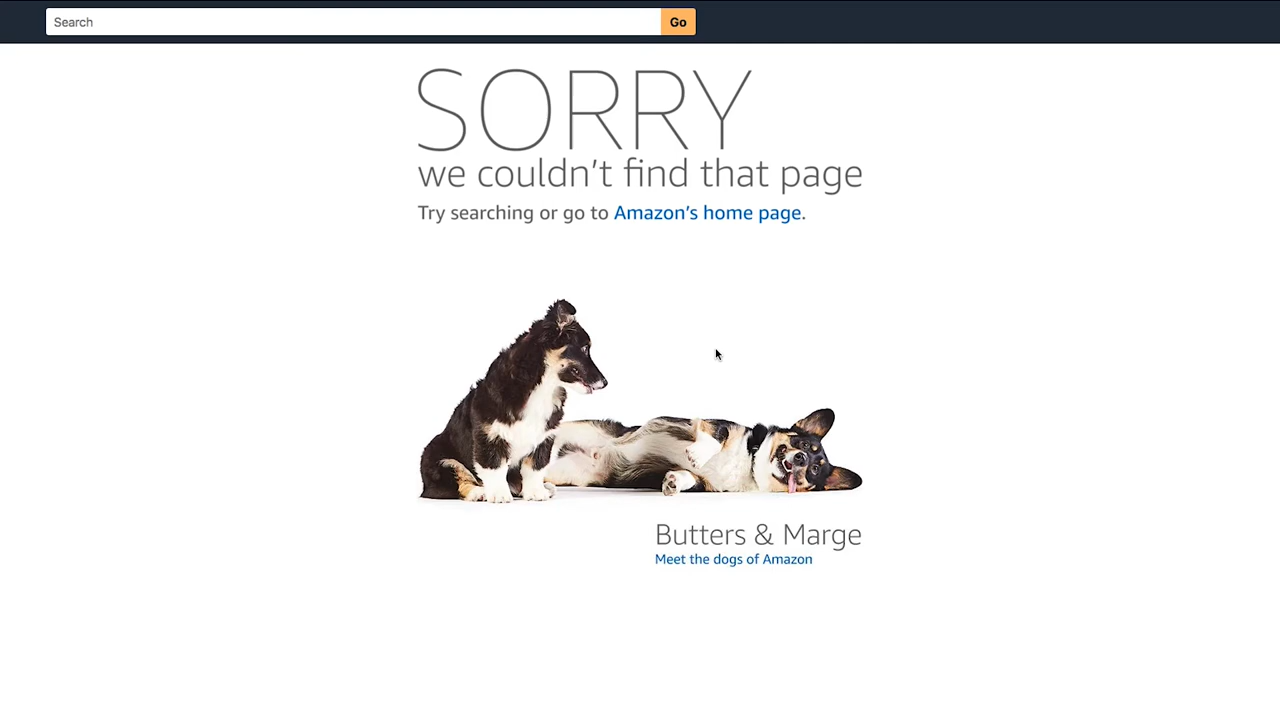 Search Go
SORRY
we couldn't find that page
Try searching or go to Amazon's home page.
Butters & Marge
Meet the dogs of Amazon